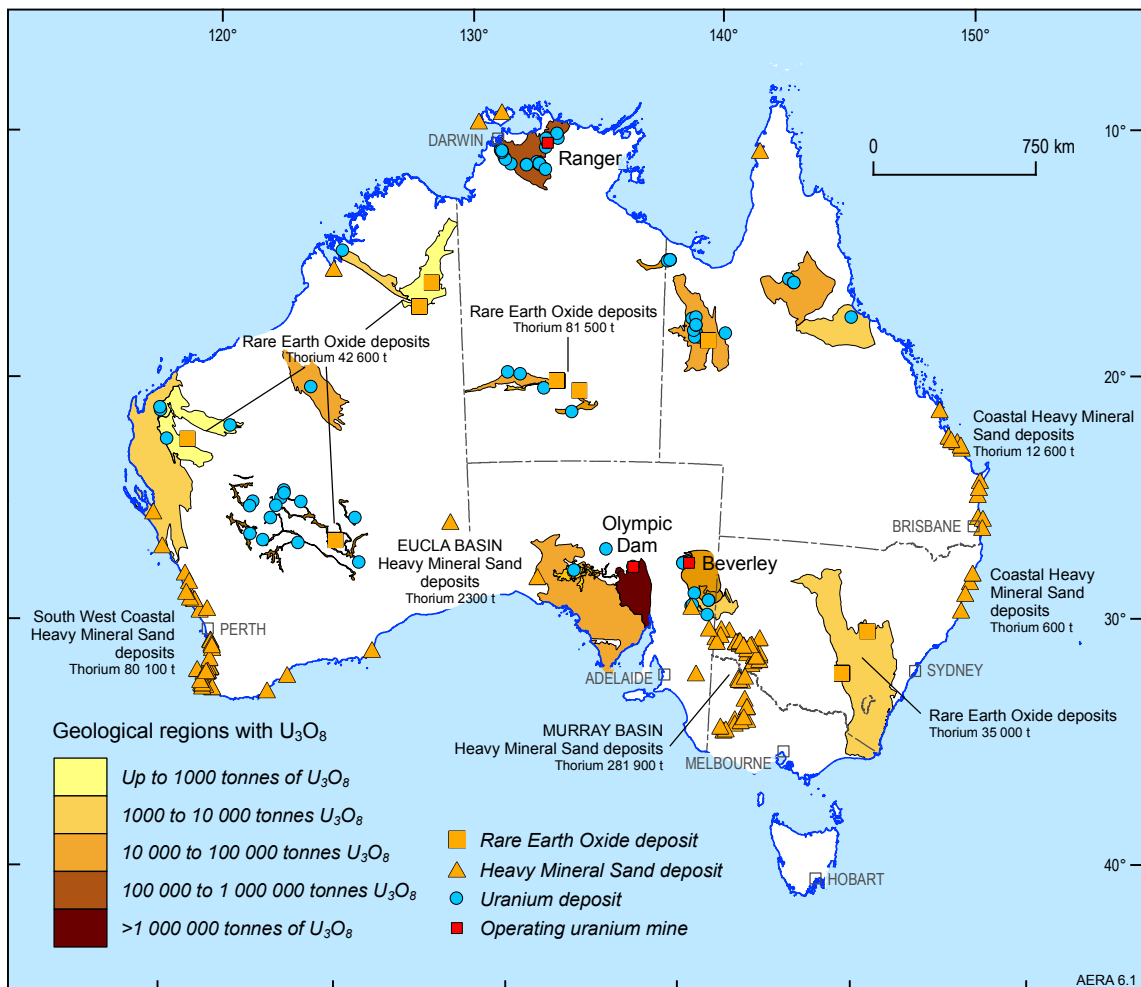 120°
130°
140°
150°
10°
20°
30°
40°
0
750 km
DARWIN
Ranger
Rare Earth Oxide deposits
Thorium 81 500 t
Rare Earth Oxide deposits
Thorium 42 600 t
Coastal Heavy Mineral
Sand deposits
Thorium 12 600 t
BRISBANE
Olympic
Dam
Beverley
EUCLA BASIN
Heavy Mineral Sand
deposits
Thorium 2300 t
Coastal Heavy
Mineral Sand
deposits
Thorium 600 t
South West Coastal
Heavy Mineral Sand
deposits
Thorium 80 100 t
PERTH
ADELAIDE
SYDNEY
Rare Earth Oxide deposits
Thorium 35 000 t
MURRAY BASIN
Heavy Mineral Sand deposits
Thorium 281 900 t
MELBOURNE
HOBART
Geological regions with U₃O₈
Up to 1000 tonnes of U₃O₈
1000 to 10 000 tonnes U₃O₈
10 000 to 100 000 tonnes U₃O₈
100 000 to 1 000 000 tonnes U₃O₈
>1 000 000 tonnes of U₃O₈
Rare Earth Oxide deposit
Heavy Mineral Sand deposit
Uranium deposit
Operating uranium mine
AERA 6.1